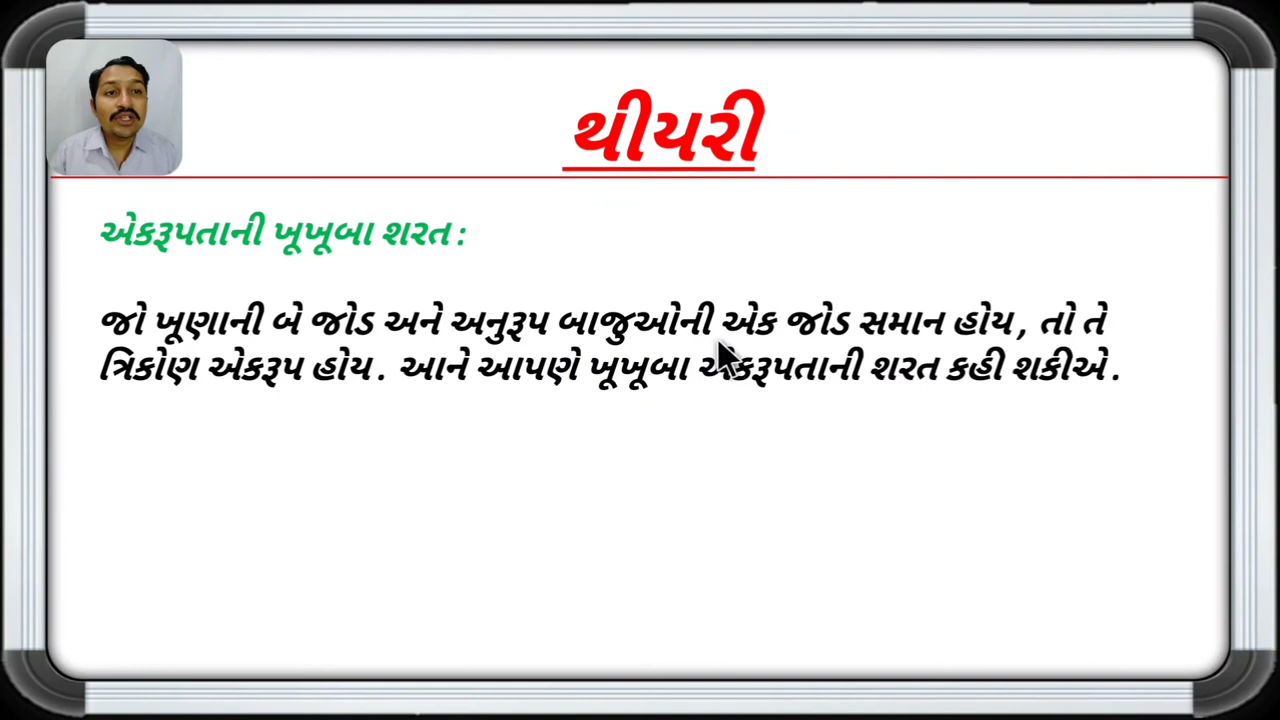 થીયરી
એકરૂપતાની ખૂખૂબા શરત :
જો ખૂણાની બે જોડ અને અનુરૂપ બાજુઓની એક જોડ સમાન હોય , તો તે
ત્રિકોણ એકરૂપ હોય . આને આપણે ખૂખૂબા એકરૂપતાની શરત કહી શકીએ .